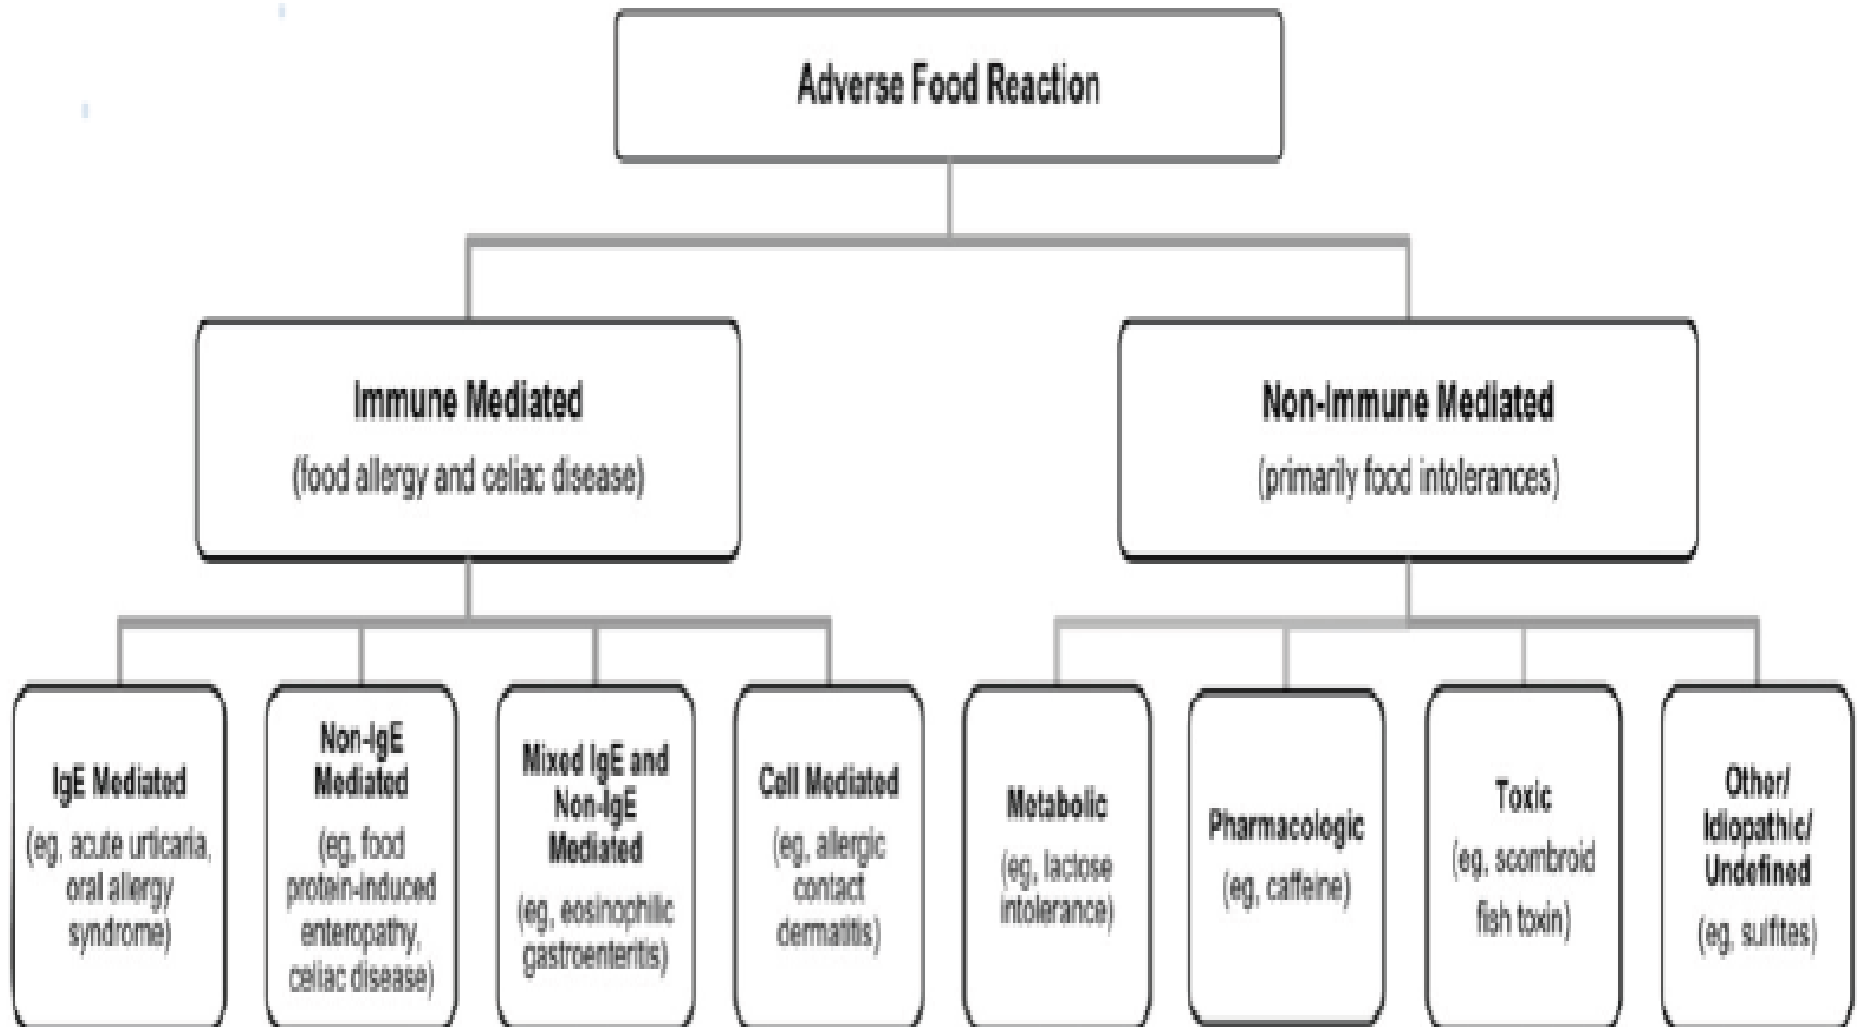 Adverse Food Reaction
Immune Mediated
(food allergy and celiac disease)
Non-Immune Mediated
(primarily food intolerances)
IgE Mediated
(eg, acute urticaria,
oral allergy
syndrome)
Non-IgE
Mediated
(eg, food
protein-induced
enteropathy,
celiac disease)
Mixed IgE and
Non-IgE
Mediated
(eg, eosinophilic
gastroenteritis)
Cell Mediated
(eg, allergic
contact
dermatitis)
Metabolic
(eg, lactose
intolerance)
Pharmacologic
(eg, caffeine)
Toxic
(eg, scombroid
fish toxin)
Other/
Idiopathic/
Undefined
(eg, sulfites)